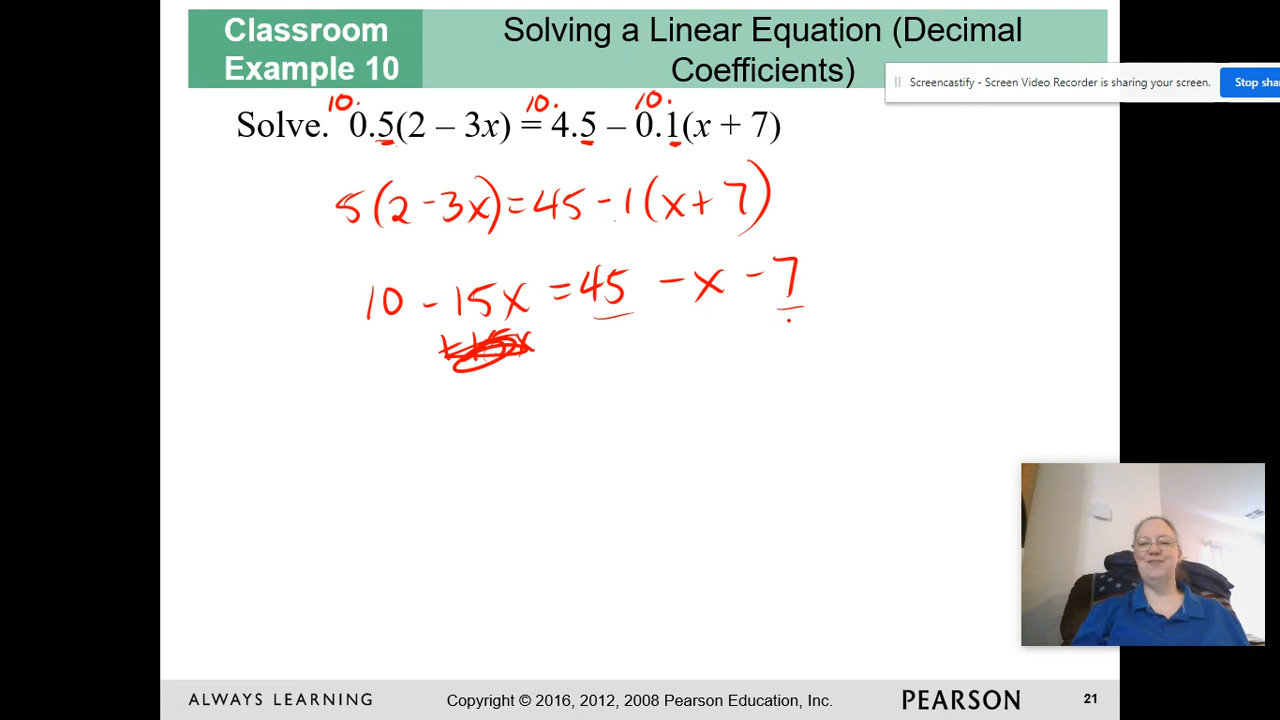 Classroom
Example 10
Solving a Linear Equation (Decimal
Coefficients)
Screencastify - Screen Video Recorder is sharing your screen.
Stop sha
10· 10· 10·
Solve. 0.5(2 – 3x) = 4.5 – 0.1(x + 7)
5(2-3x)=45-1(x+7)
10 - 15x = 45 - x - 7
ALWAYS LEARNING
Copyright © 2016, 2012, 2008 Pearson Education, Inc.
PEARSON
21